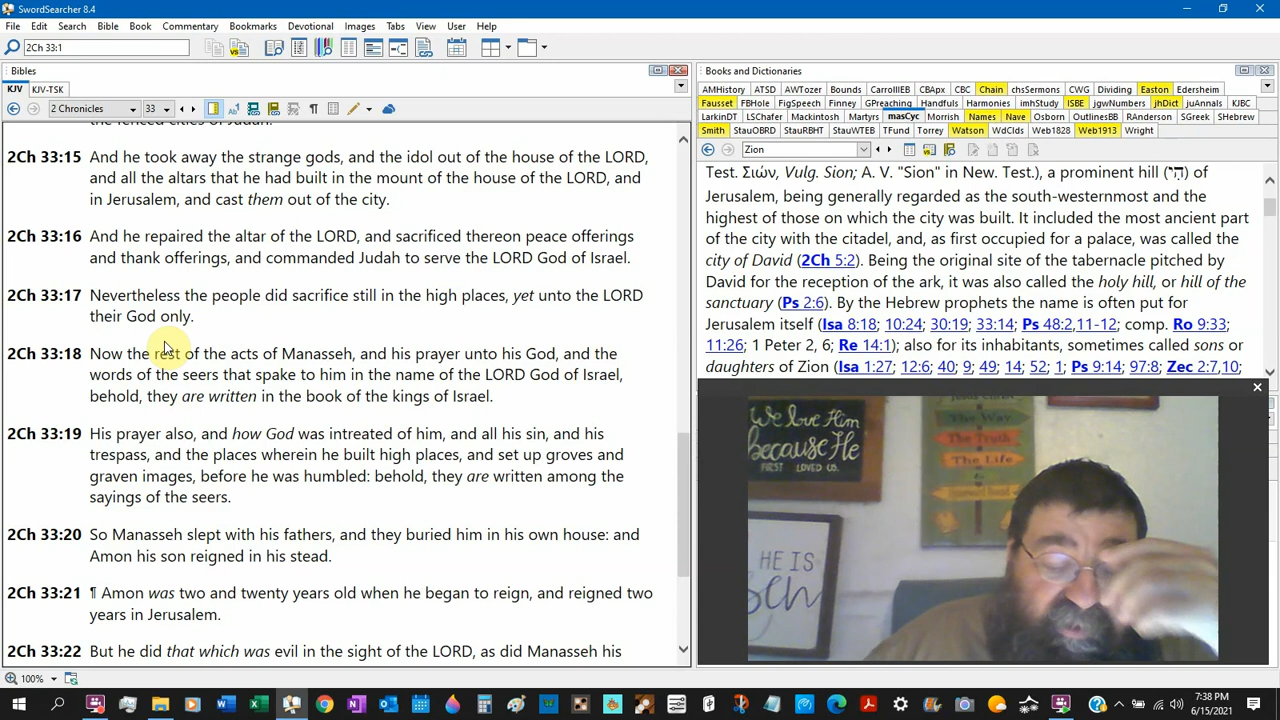 SwordSearcher 8.4
File Edit Search Bible Book Commentary Bookmarks Devotional Images Tabs View User Help
2Ch 33:1
Bibles
KJV KJV-TSK
2 Chronicles 33
the fenced cities of Judah.
2Ch 33:15 And he took away the strange gods, and the idol out of the house of the LORD,
and all the altars that he had built in the mount of the house of the LORD, and
in Jerusalem, and cast them out of the city.
2Ch 33:16 And he repaired the altar of the LORD, and sacrificed thereon peace offerings
and thank offerings, and commanded Judah to serve the LORD God of Israel.
2Ch 33:17 Nevertheless the people did sacrifice still in the high places, yet unto the LORD
their God only.
2Ch 33:18 Now the rest of the acts of Manasseh, and his prayer unto his God, and the
words of the seers that spake to him in the name of the LORD God of Israel,
behold, they are written in the book of the kings of Israel.
2Ch 33:19 His prayer also, and how God was intreated of him, and all his sin, and his
trespass, and the places wherein he built high places, and set up groves and
graven images, before he was humbled: behold, they are written among the
sayings of the seers.
2Ch 33:20 So Manasseh slept with his fathers, and they buried him in his own house: and
Amon his son reigned in his stead.
2Ch 33:21 ¶ Amon was two and twenty years old when he began to reign, and reigned two
years in Jerusalem.
2Ch 33:22 But he did that which was evil in the sight of the LORD, as did Manasseh his
100%
Books and Dictionaries
AMHistory ATSD AWTozer Bounds CarrollEB CBApx CBC Chain chsSermons CWG Dividing Easton Edersheim
Fausset FBHole FigSpeech Finney GPreaching Handfuls Harmonies imhStudy ISBE jgwNumbers jhDict juAnnals KJBC
LarkinDT LSChafer Mackintosh Martyrs masCyc Morrish Names Nave Osborn OutlinesBB RAnderson SGreek SHebrew
Smith StauOBRD StauRBHT StauWTEB TFund Torrey Watson WdClds Web1828 Web1913 Wright
Zion
Test. Σιών, Vulg. Sion; A. V. "Sion" in New. Test.), a prominent hill (הַי) of
Jerusalem, being generally regarded as the south-westernmost and the
highest of those on which the city was built. It included the most ancient part
of the city with the citadel, and, as first occupied for a palace, was called the
city of David (2Ch 5:2). Being the original site of the tabernacle pitched by
David for the reception of the ark, it was also called the holy hill, or hill of the
sanctuary (Ps 2:6). By the Hebrew prophets the name is often put for
Jerusalem itself (Isa 8:18; 10:24; 30:19; 33:14; Ps 48:2,11-12; comp. Ro 9:33;
11:26; 1 Peter 2, 6; Re 14:1); also for its inhabitants, sometimes called sons or
daughters of Zion (Isa 1:27; 12:6; 40; 9; 49; 14; 52; 1; Ps 9:14; 97:8; Zec 2:7,10;
We love Him
because He
FIRST LOVED US.
Jesus Christ
The Way
The Truth
The Life
HE IS
7:38 PM
6/15/2021